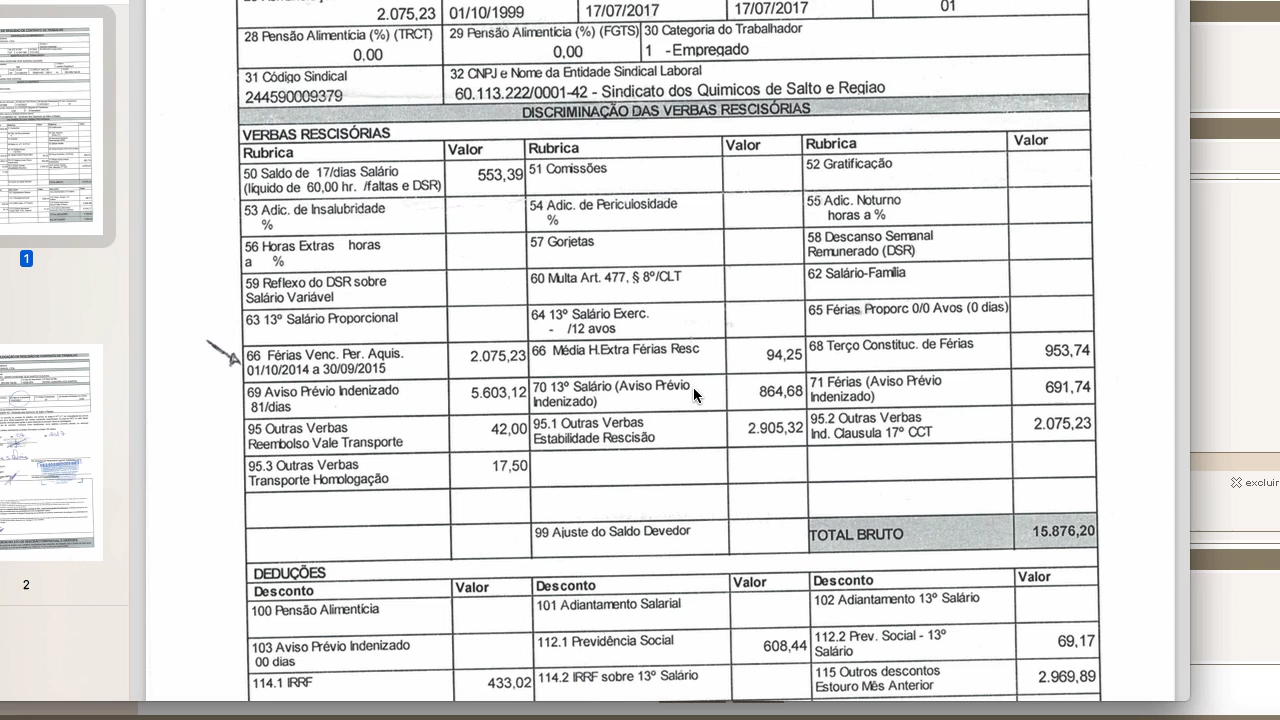 2.075,23 01/10/1999 17/07/2017 17/07/2017 01
28 Pensão Alimentícia (%) (TRCT) 29 Pensão Alimentícia (%) (FGTS) 30 Categoria do Trabalhador
0,00 0,00 1 -Empregado
31 Código Sindical 32 CNPJ e Nome da Entidade Sindical Laboral
244590009379 60.113.222/0001-42 - Sindicato dos Quimicos de Salto e Regiao
DISCRIMINAÇÃO DAS VERBAS RESCISÓRIAS
VERBAS RESCISÓRIAS
Rubrica Valor Rubrica Valor Rubrica Valor
50 Saldo de 17/dias Salário 553,39 51 Comissões 52 Gratificação
(líquido de 60,00 hr. /faltas e DSR)
53 Adic. de Insalubridade 54 Adic. de Periculosidade 55 Adic. Noturno
% % horas a %
56 Horas Extras horas 57 Gorjetas 58 Descanso Semanal
a % Remunerado (DSR)
59 Reflexo do DSR sobre 60 Multa Art. 477, § 8º/CLT 62 Salário-Família
Salário Variável
63 13º Salário Proporcional 64 13º Salário Exerc. 65 Férias Proporc 0/0 Avos (0 dias)
- /12 avos
66 Férias Venc. Per. Aquis. 2.075,23 66 Média H.Extra Férias Resc 94,25 68 Terço Constituc. de Férias 953,74
01/10/2014 a 30/09/2015
69 Aviso Prévio Indenizado 5.603,12 70 13º Salário (Aviso Prévio 864,68 71 Férias (Aviso Prévio 691,74
81/dias Indenizado) Indenizado)
95 Outras Verbas 42,00 95.1 Outras Verbas 2.905,32 95.2 Outras Verbas 2.075,23
Reembolso Vale Transporte Estabilidade Rescisão Ind. Clausula 17º CCT
95.3 Outras Verbas 17,50
Transporte Homologação
99 Ajuste do Saldo Devedor TOTAL BRUTO 15.876,20
DEDUÇÕES
Desconto Valor Desconto Valor Desconto Valor
100 Pensão Alimentícia 101 Adiantamento Salarial 102 Adiantamento 13º Salário
103 Aviso Prévio Indenizado 112.1 Previdência Social 608,44 112.2 Prev. Social - 13º 69,17
00 dias Salário
114.1 IRRF 433,02 114.2 IRRF sobre 13º Salário 115 Outros descontos 2.969,89
Estouro Mês Anterior
1
2
excluir